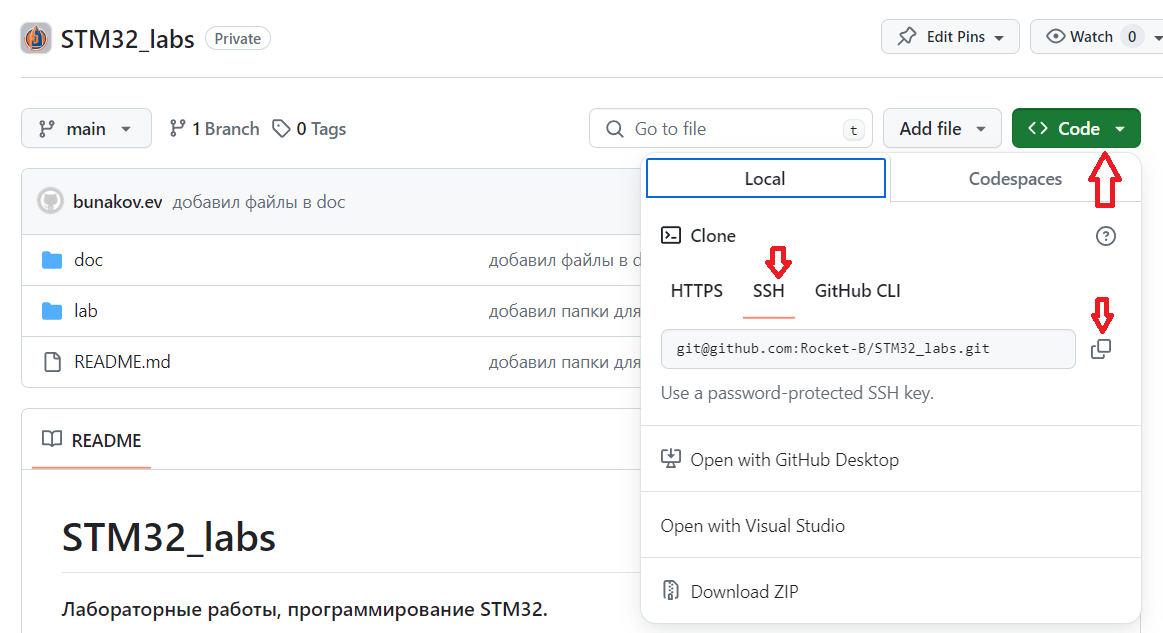 STM32_labs Private Edit Pins Watch 0
main 1 Branch 0 Tags Go to file t Add file Code
Local Codespaces
bunakov.ev добавил файлы в doc
Clone
doc добавил файлы в d
HTTPS SSH GitHub CLI
lab добавил папки для
git@github.com:Rocket-B/STM32_labs.git
README.md добавил папки для
Use a password-protected SSH key.
README
Open with GitHub Desktop
Open with Visual Studio
STM32_labs
Download ZIP
Лабораторные работы, программирование STM32.